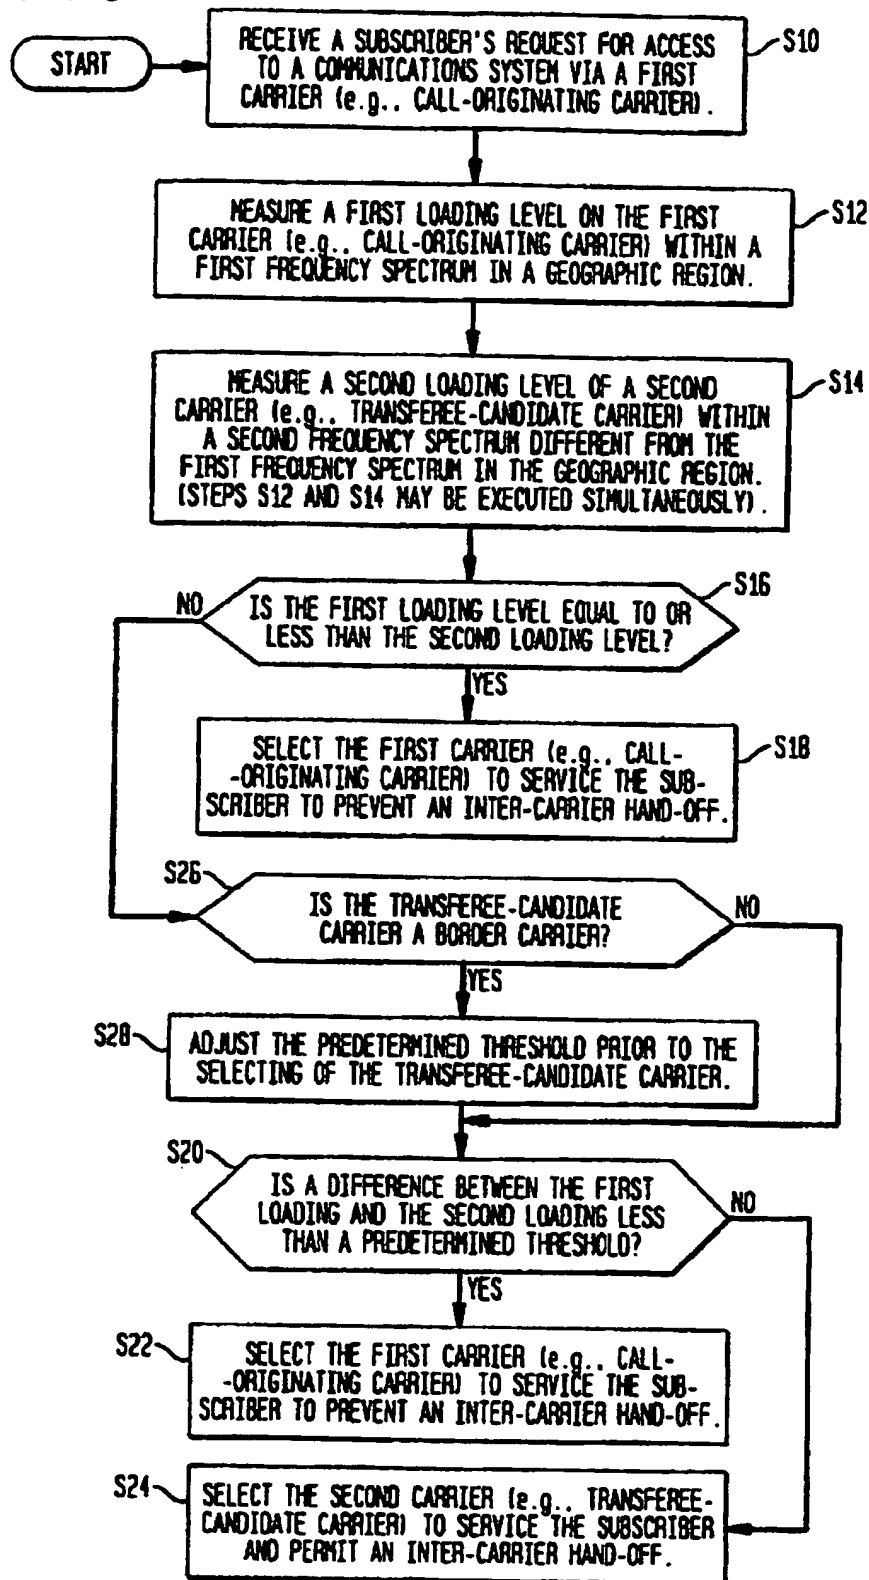 START
RECEIVE A SUBSCRIBER'S REQUEST FOR ACCESS
TO A COMMUNICATIONS SYSTEM VIA A FIRST
CARRIER (e.g., CALL-ORIGINATING CARRIER).
S10
MEASURE A FIRST LOADING LEVEL ON THE FIRST
CARRIER (e.g., CALL-ORIGINATING CARRIER) WITHIN A
FIRST FREQUENCY SPECTRUM IN A GEOGRAPHIC REGION.
S12
MEASURE A SECOND LOADING LEVEL OF A SECOND
CARRIER (e.g., TRANSFEREE-CANDIDATE CARRIER) WITHIN
A SECOND FREQUENCY SPECTRUM DIFFERENT FROM THE
FIRST FREQUENCY SPECTRUM IN THE GEOGRAPHIC REGION.
(STEPS S12 AND S14 MAY BE EXECUTED SIMULTANEOUSLY).
S14
IS THE FIRST LOADING LEVEL EQUAL TO OR
LESS THAN THE SECOND LOADING LEVEL?
S16
NO
YES
SELECT THE FIRST CARRIER (e.g., CALL-
-ORIGINATING CARRIER) TO SERVICE THE SUB-
SCRIBER TO PREVENT AN INTER-CARRIER HAND-OFF.
S18
S26
IS THE TRANSFEREE-CANDIDATE
CARRIER A BORDER CARRIER?
NO
YES
S28
ADJUST THE PREDETERMINED THRESHOLD PRIOR TO THE
SELECTING OF THE TRANSFEREE-CANDIDATE CARRIER.
S20
IS A DIFFERENCE BETWEEN THE FIRST
LOADING AND THE SECOND LOADING LESS
THAN A PREDETERMINED THRESHOLD?
NO
YES
S22
SELECT THE FIRST CARRIER (e.g., CALL-
-ORIGINATING CARRIER) TO SERVICE THE SUB-
SCRIBER TO PREVENT AN INTER-CARRIER HAND-OFF.
S24
SELECT THE SECOND CARRIER (e.g., TRANSFEREE-
CANDIDATE CARRIER) TO SERVICE THE SUBSCRIBER
AND PERMIT AN INTER-CARRIER HAND-OFF.